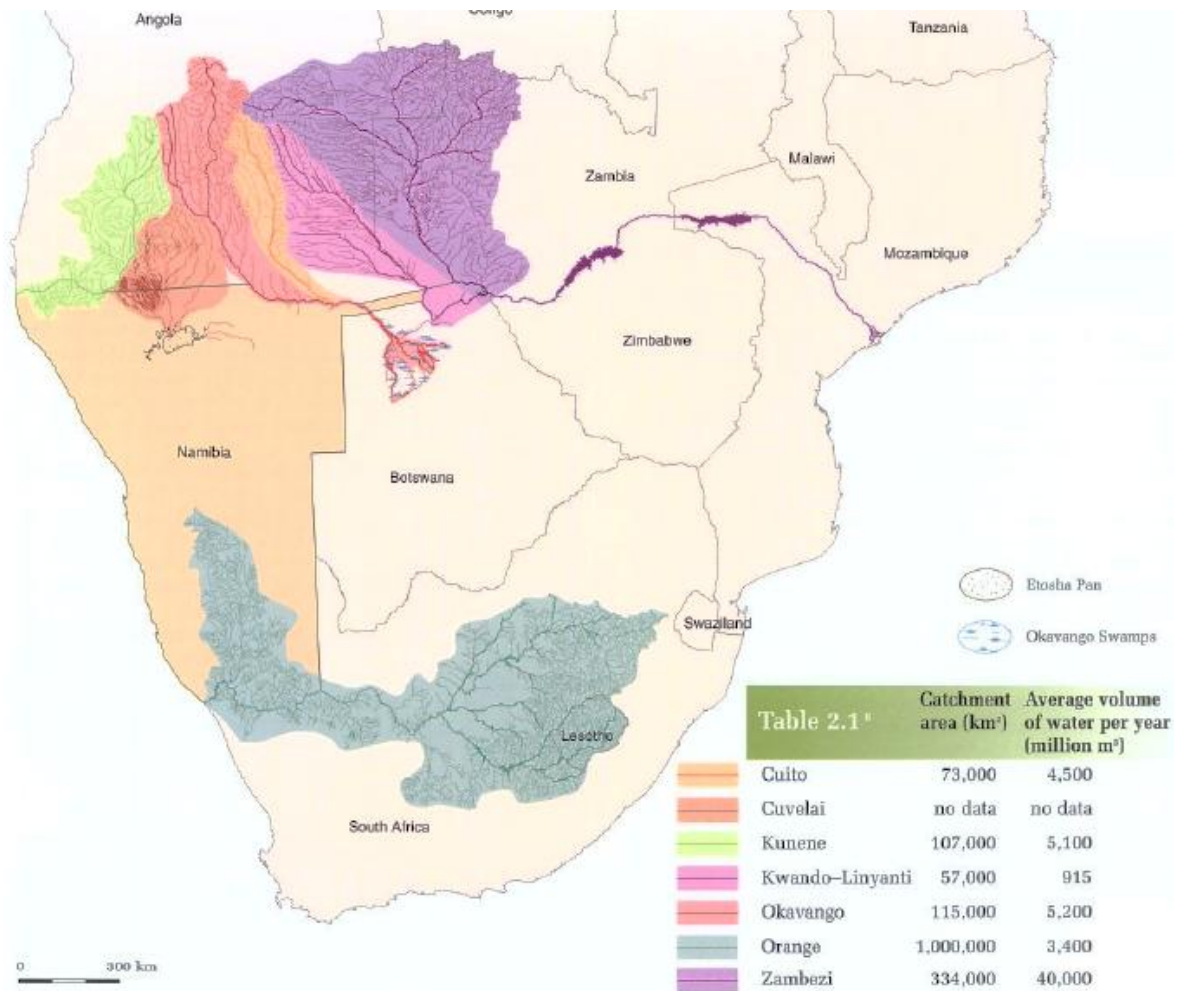 Angola
Tanzania
Malawi
Zambia
Mozambique
Zimbabwe
Namibia
Botswana
Etosha Pan
Swaziland
Okavango Swamps
Lesotho
South Africa
Table 2.1⁸ Catchment area (km²) Average volume of water per year (million m³)
Cuito 73,000 4,500
Cuvelai no data no data
Kunene 107,000 5,100
Kwando–Linyanti 57,000 915
Okavango 115,000 5,200
Orange 1,000,000 3,400
Zambezi 334,000 40,000
0 300 km